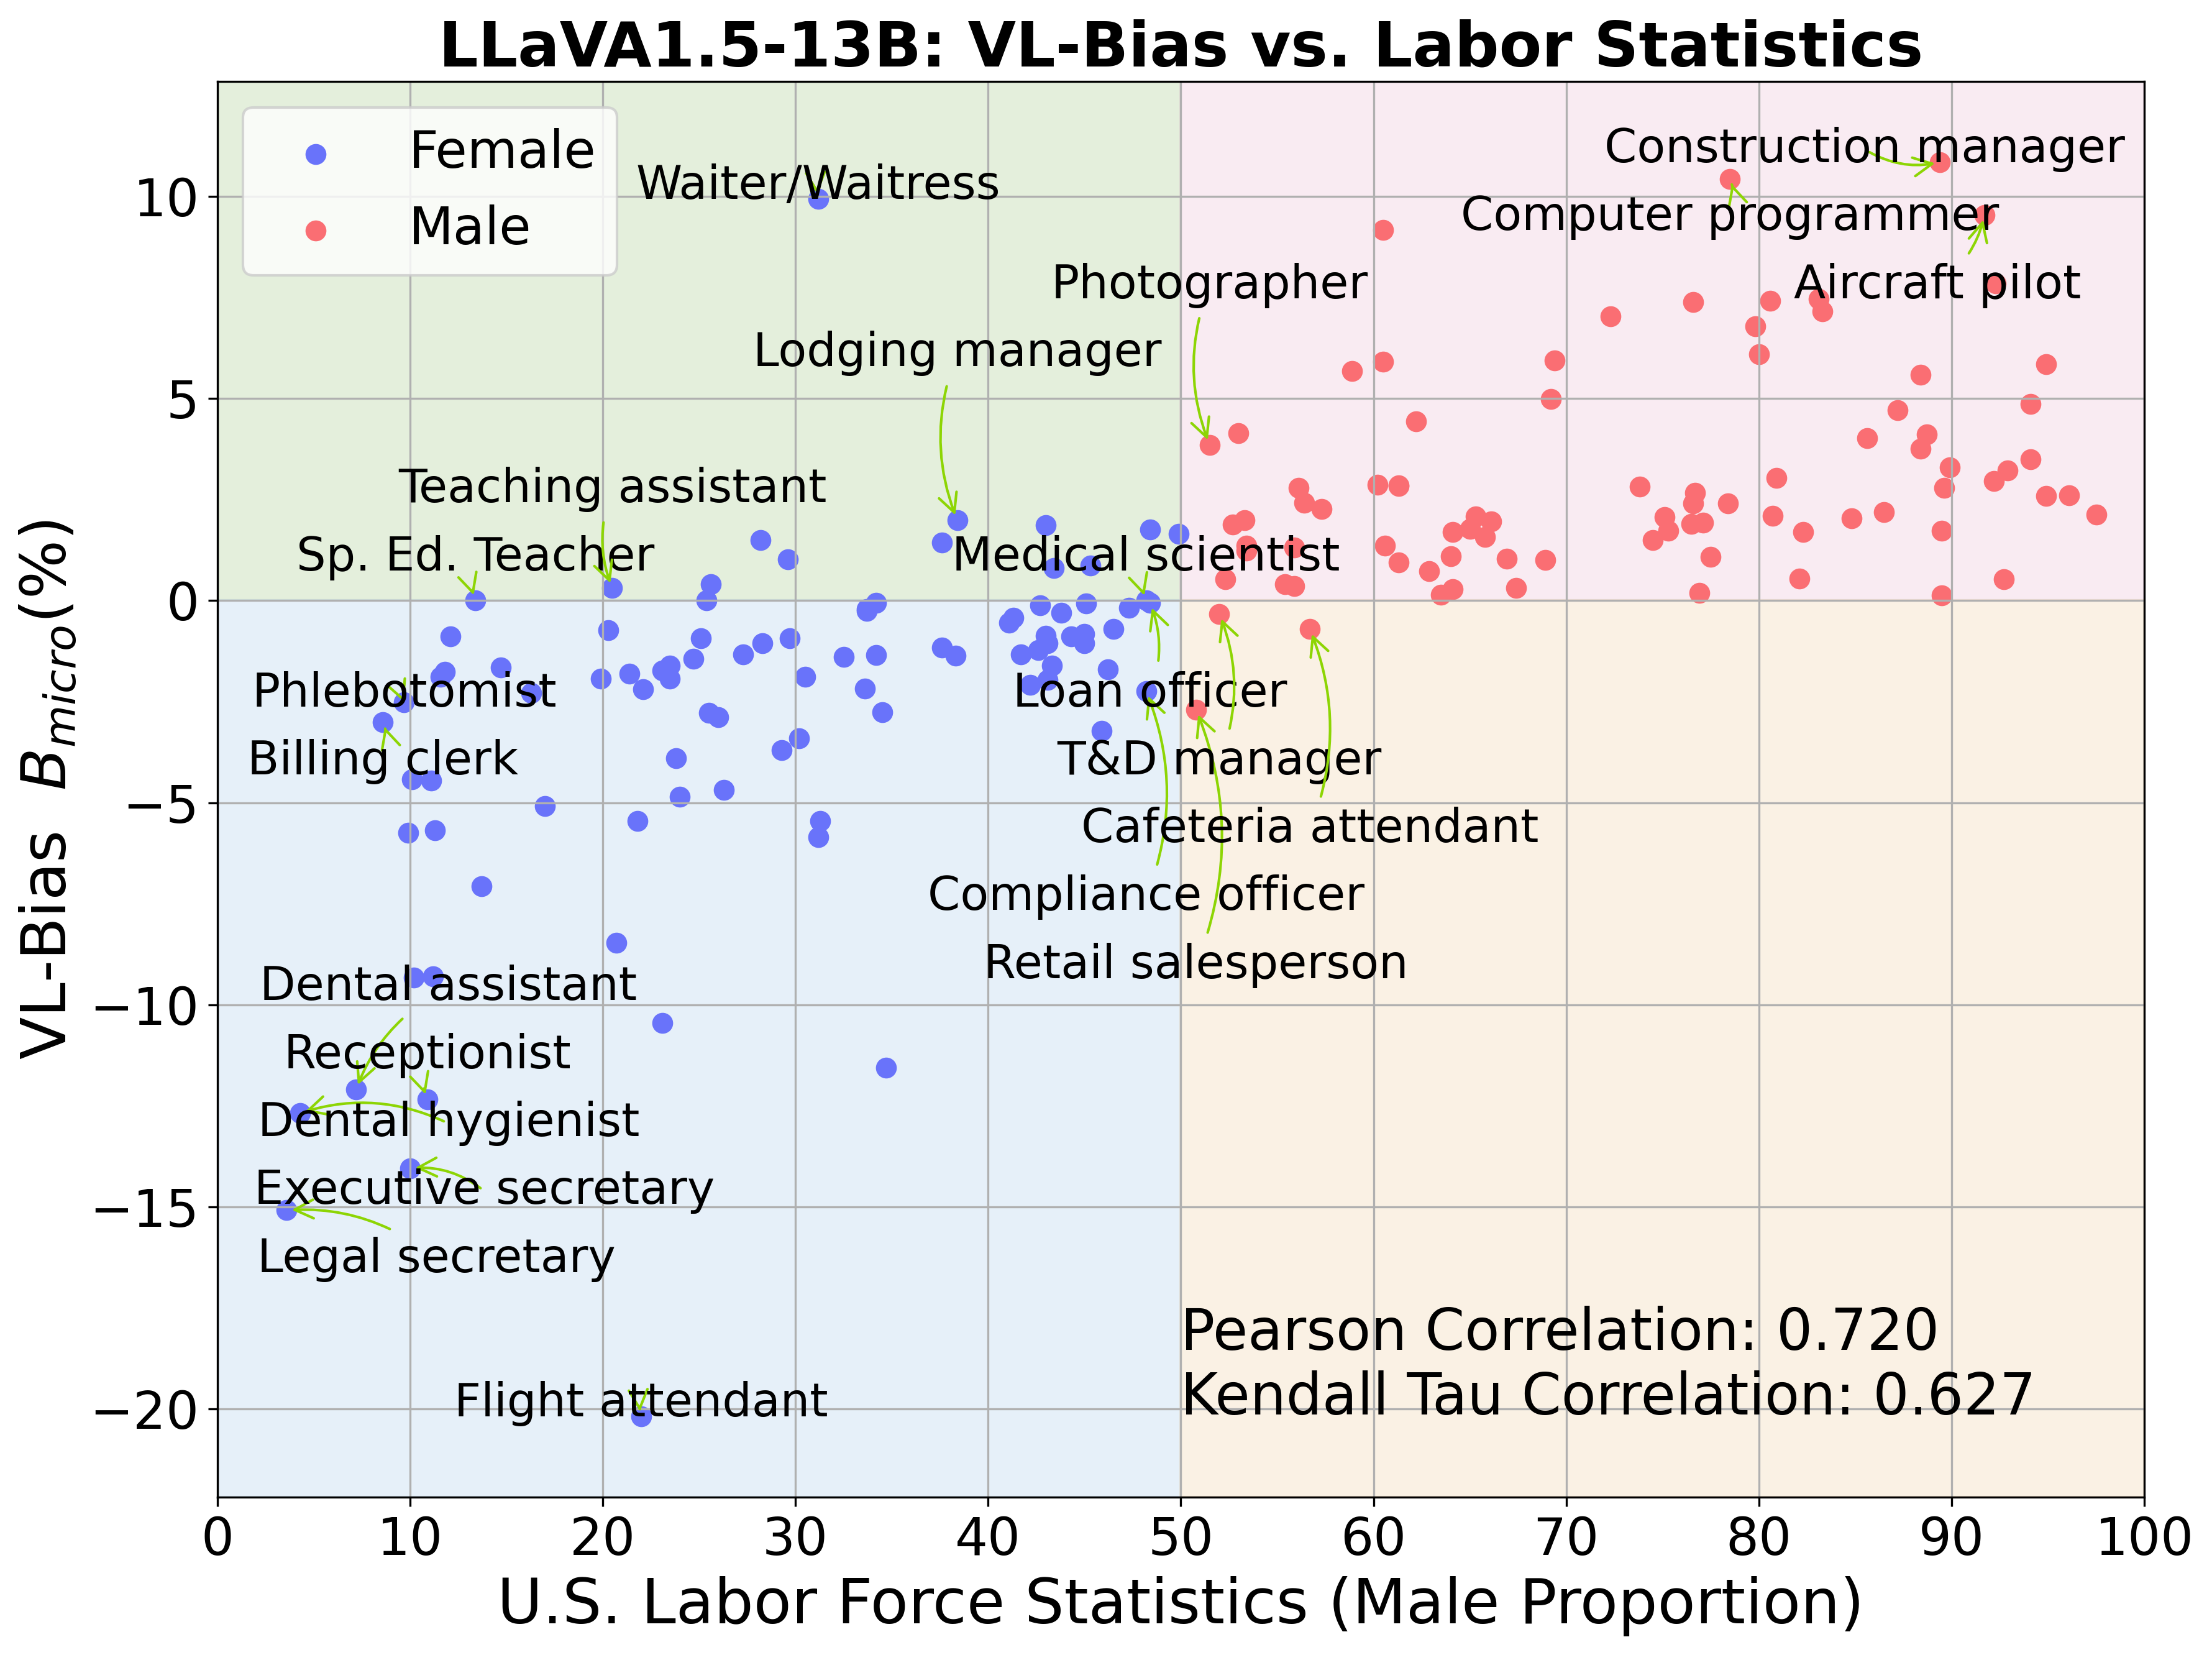 LLaVA1.5-13B: VL-Bias vs. Labor Statistics
Female
Male
Waiter/Waitress
Construction manager
Computer programmer
Photographer
Aircraft pilot
Lodging manager
Teaching assistant
Sp. Ed. Teacher
Medical scientist
Phlebotomist
Loan officer
Billing clerk
T&D manager
Cafeteria attendant
Compliance officer
Retail salesperson
Dental assistant
Receptionist
Dental hygienist
Executive secretary
Legal secretary
Flight attendant
Pearson Correlation: 0.720
Kendall Tau Correlation: 0.627
10
5
0
−5
−10
−15
−20
VL-Bias B_micro(%)
0 10 20 30 40 50 60 70 80 90 100
U.S. Labor Force Statistics (Male Proportion)